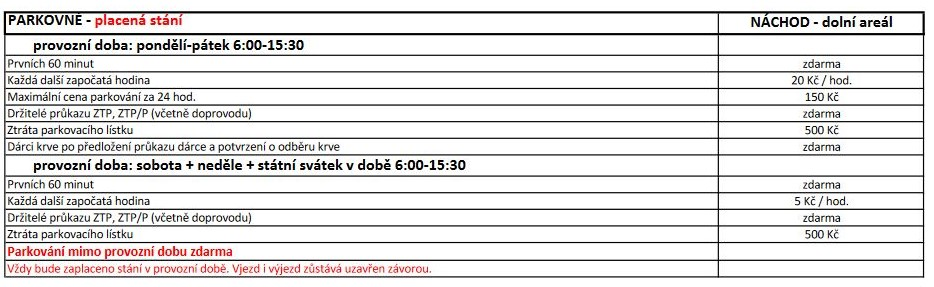 PARKOVNÉ - placená stání NÁCHOD - dolní areál
provozní doba: pondělí-pátek 6:00-15:30
Prvních 60 minut zdarma
Každá další započatá hodina 20 Kč / hod.
Maximální cena parkování za 24 hod. 150 Kč
Držitelé průkazu ZTP, ZTP/P (včetně doprovodu) zdarma
Ztráta parkovacího lístku 500 Kč
Dárci krve po předložení průkazu dárce a potvrzení o odběru krve zdarma
provozní doba: sobota + neděle + státní svátek v době 6:00-15:30
Prvních 60 minut zdarma
Každá další započatá hodina 5 Kč / hod.
Držitelé průkazu ZTP, ZTP/P (včetně doprovodu) zdarma
Ztráta parkovacího lístku 500 Kč
Parkování mimo provozní dobu zdarma
Vždy bude zaplaceno stání v provozní době. Vjezd i výjezd zůstává uzavřen závorou.